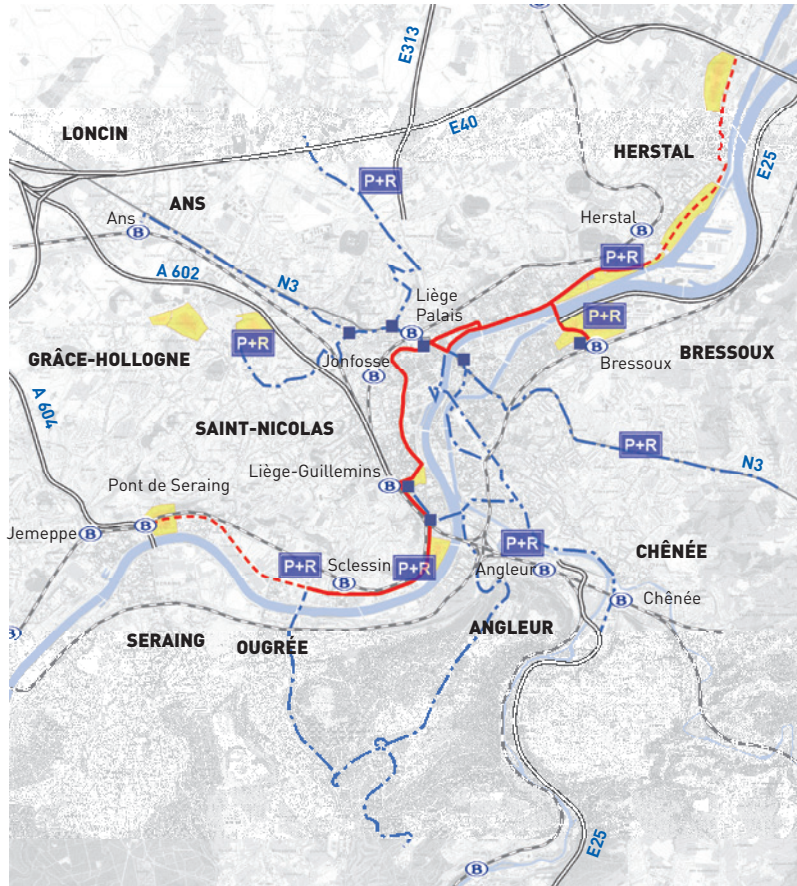 E313
LONCIN
E40
HERSTAL
E25
P+R
ANS
Ans
Herstal
B
B
A 602
P+R
N3
Liège
Palais
B
P+R
P+R
GRÂCE-HOLLOGNE
Jonfosse
B
B
Bressoux
BRESSOUX
A 604
SAINT-NICOLAS
P+R
N3
Liège-Guillemins
B
Pont de Seraing
B
Jemeppe
B
P+R
CHÊNÉE
P+R
Sclessin
B
P+R
Angleur
B
B
Chênée
B
SERAING
OUGRÉE
ANGLEUR
E25
B